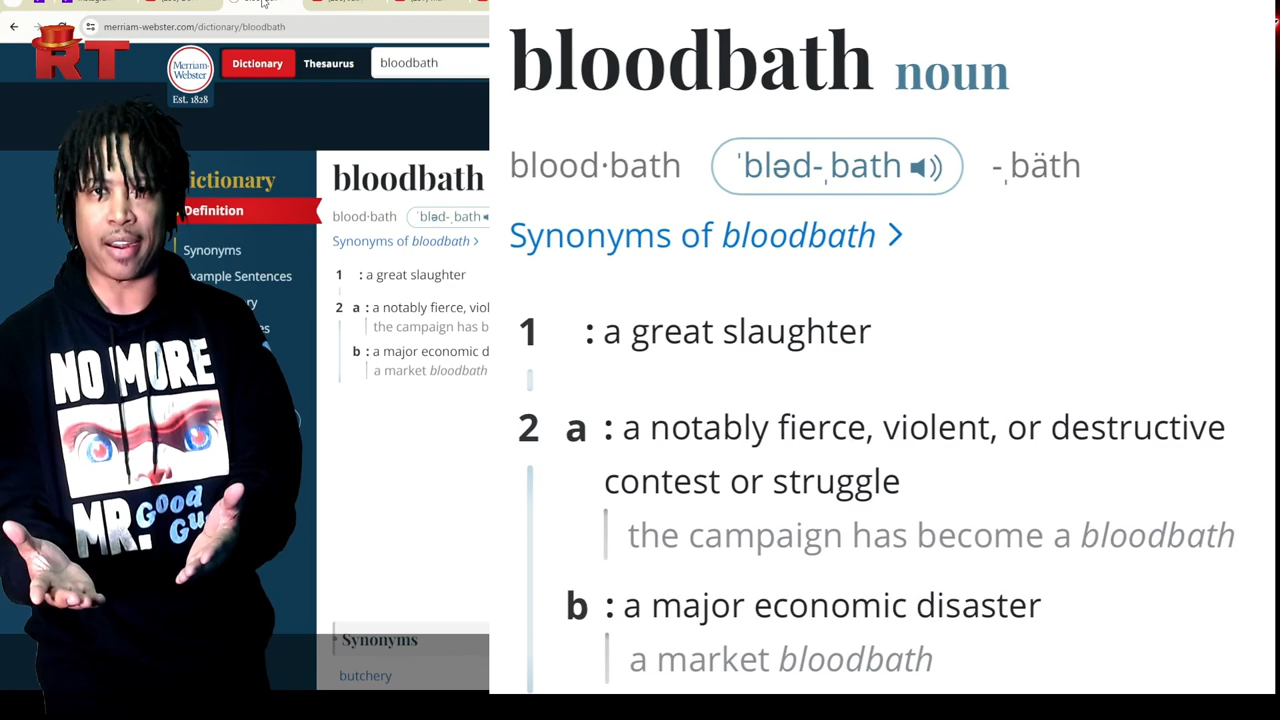 merriam-webster.com/dictionary/bloodbath
RT
Merriam-
Webster
Est. 1828
Dictionary
Thesaurus
bloodbath
ictionary
Definition
Synonyms
xample Sentences
bloodbath
blood·bath
ˈbləd-ˌbath
Synonyms of bloodbath >
1 : a great slaughter
2 a : a notably fierce, viol
the campaign has b
b : a major economic d
a market bloodbath
Synonyms
butchery
NO MORE
MR. Good
Gu
bloodbath noun
blood·bath ˈbləd-ˌbath -ˌbäth
Synonyms of bloodbath >
1 : a great slaughter
2 a : a notably fierce, violent, or destructive
contest or struggle
the campaign has become a bloodbath
b : a major economic disaster
a market bloodbath